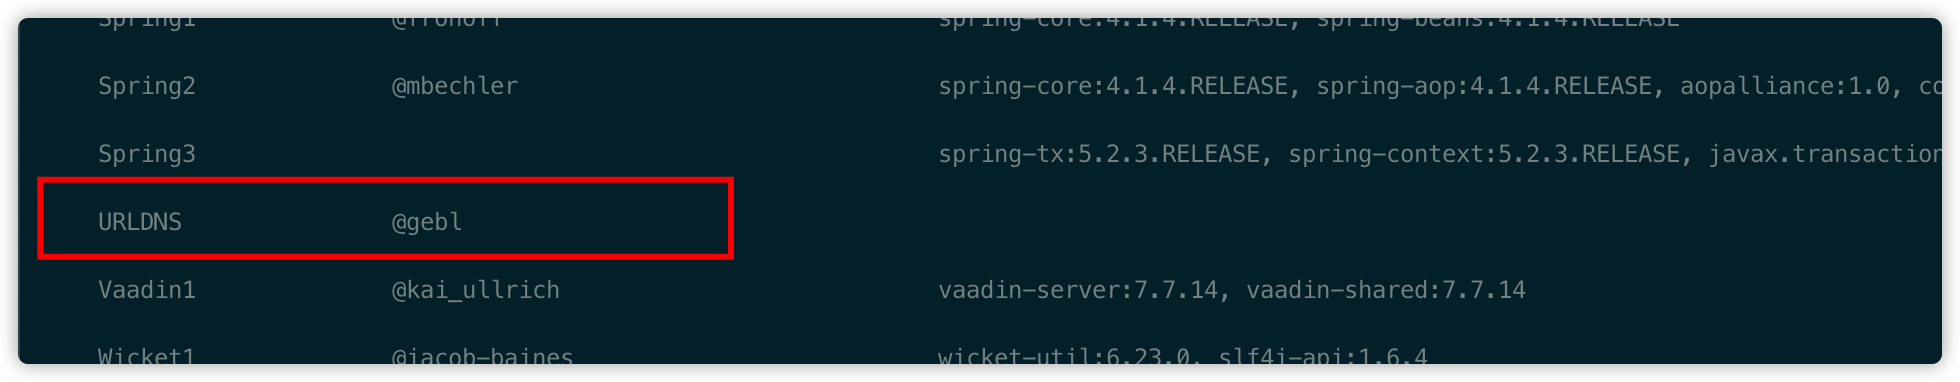 Spring1 @frohoff spring-core:4.1.4.RELEASE, spring-beans:4.1.4.RELEASE
Spring2 @mbechler spring-core:4.1.4.RELEASE, spring-aop:4.1.4.RELEASE, aopalliance:1.0, co
Spring3 spring-tx:5.2.3.RELEASE, spring-context:5.2.3.RELEASE, javax.transaction
URLDNS @gebl
Vaadin1 @kai_ullrich vaadin-server:7.7.14, vaadin-shared:7.7.14
Wicket1 @jacob-baines wicket-util:6.23.0, slf4j-api:1.6.4